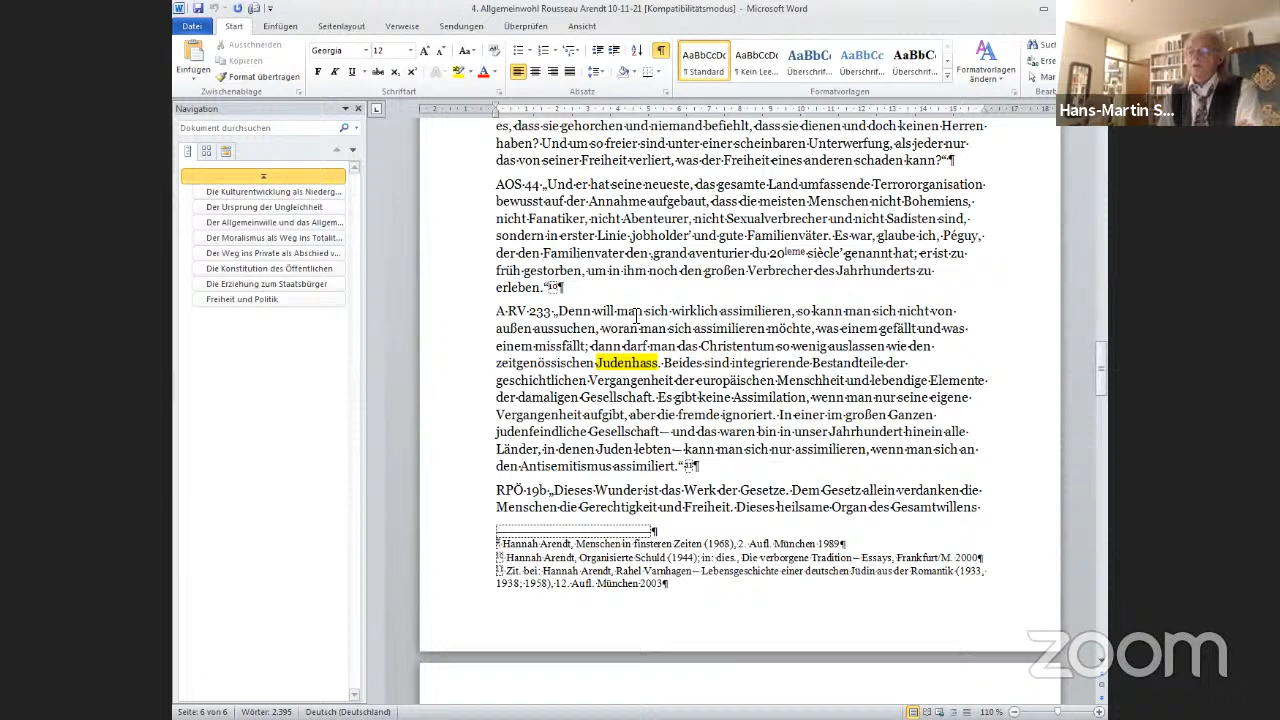 4. Allgemeinwohl Rousseau Arendt 10-11-21 [Kompatibilitätsmodus] - Microsoft Word
Datei Start Einfügen Seitenlayout Verweise Sendungen Überprüfen Ansicht
Einfügen
Ausschneiden
Kopieren
Format übertragen
Zwischenablage
Georgia 12
Schriftart
Absatz
AaBbCcDc AaBbCcDc AaBbC AaBbCc AaBbCc
¶ Standard ¶ Kein Lee... Überschrif... Überschrif... Überschrif...
Formatvorlagen ändern
Formatvorlagen
Hans-Martin S...
Navigation
Dokument durchsuchen
Die Kulturentwicklung als Niederg...
Der Ursprung der Ungleichheit
Der Allgemeinwille und das Allgem...
Der Moralismus als Weg ins Totalit...
Der Weg ins Private als Abschied v...
Die Konstitution des Öffentlichen
Die Erziehung zum Staatsbürger
Freiheit und Politik
es, dass sie gehorchen und niemand befiehlt, dass sie dienen und doch keinen Herren
haben? Und um so freier sind unter einer scheinbaren Unterwerfung, als jeder nur
das von seiner Freiheit verliert, was der Freiheit eines anderen schaden kann?“¶
AOS 44 „Und er hat seine neueste, das gesamte Land umfassende Terrororganisation
bewusst auf der Annahme aufgebaut, dass die meisten Menschen nicht Bohemiens,
nicht Fanatiker, nicht Abenteurer, nicht Sexualverbrecher und nicht Sadisten sind,
sondern in erster Linie ‚jobholder’ und gute Familienväter. Es war, glaube ich, Péguy,
der den Familienvater den ‚grand aventurier du 20ieme siècle’ genannt hat; er ist zu
früh gestorben, um in ihm noch den großen Verbrecher des Jahrhunderts zu
erleben.“10¶
A RV 233 „Denn will man sich wirklich assimilieren, so kann man sich nicht von
außen aussuchen, woran man sich assimilieren möchte, was einem gefällt und was
einem missfällt; dann darf man das Christentum so wenig auslassen wie den
zeitgenössischen Judenhass. Beides sind integrierende Bestandteile der
geschichtlichen Vergangenheit der europäischen Menschheit und lebendige Elemente
der damaligen Gesellschaft. Es gibt keine Assimilation, wenn man nur seine eigene
Vergangenheit aufgibt, aber die fremde ignoriert. In einer im großen Ganzen
judenfeindliche Gesellschaft – und das waren bin in unser Jahrhundert hinein alle
Länder, in denen Juden lebten – kann man sich nur assimilieren, wenn man sich an
den Antisemitismus assimiliert.“11¶
RPÖ 19b „Dieses Wunder ist das Werk der Gesetze. Dem Gesetz allein verdanken die
Menschen die Gerechtigkeit und Freiheit. Dieses heilsame Organ des Gesamtwillens
Hannah Arendt, Menschen in finsteren Zeiten (1968), 2. Aufl. München 1989¶
10 Hannah Arendt, Organisierte Schuld (1944); in: dies., Die verborgene Tradition – Essays, Frankfurt/M. 2000¶
11 Zit. bei: Hannah Arendt, Rahel Varnhagen – Lebensgeschichte einer deutschen Jüdin aus der Romantik (1933,
1938; 1958), 12. Aufl. München 2003¶
zoom
Seite: 6 von 6 Wörter: 2.395 Deutsch (Deutschland) 110 %